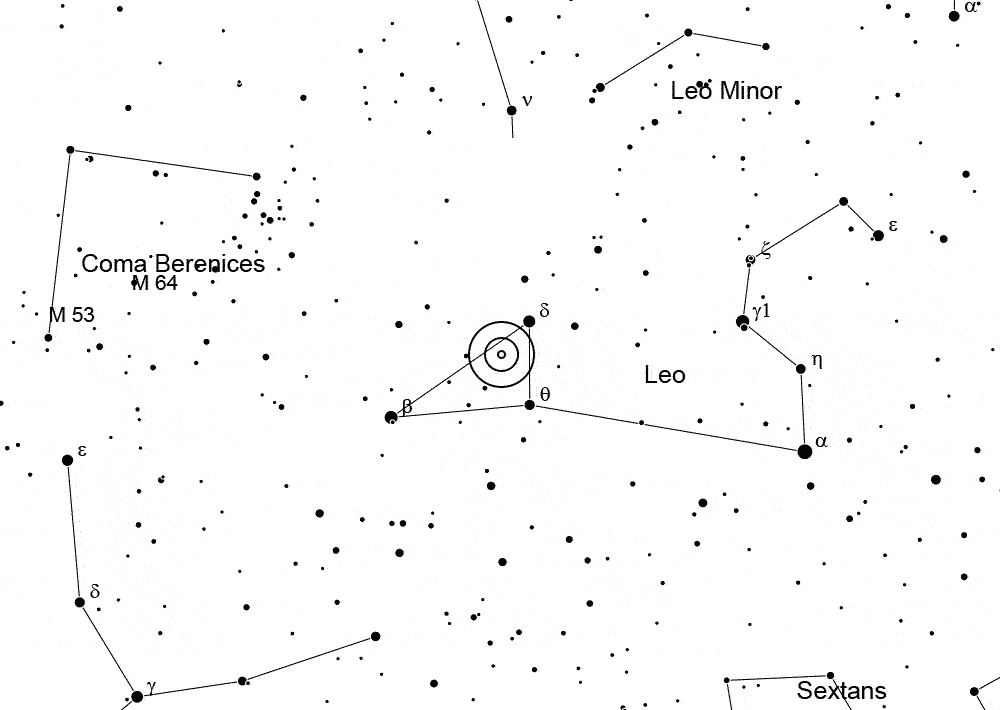 α
ν
Leo Minor
ε
ζ
Coma Berenices
M 64
M 53
δ
γ1
η
Leo
θ
β
α
ε
δ
γ
Sextans